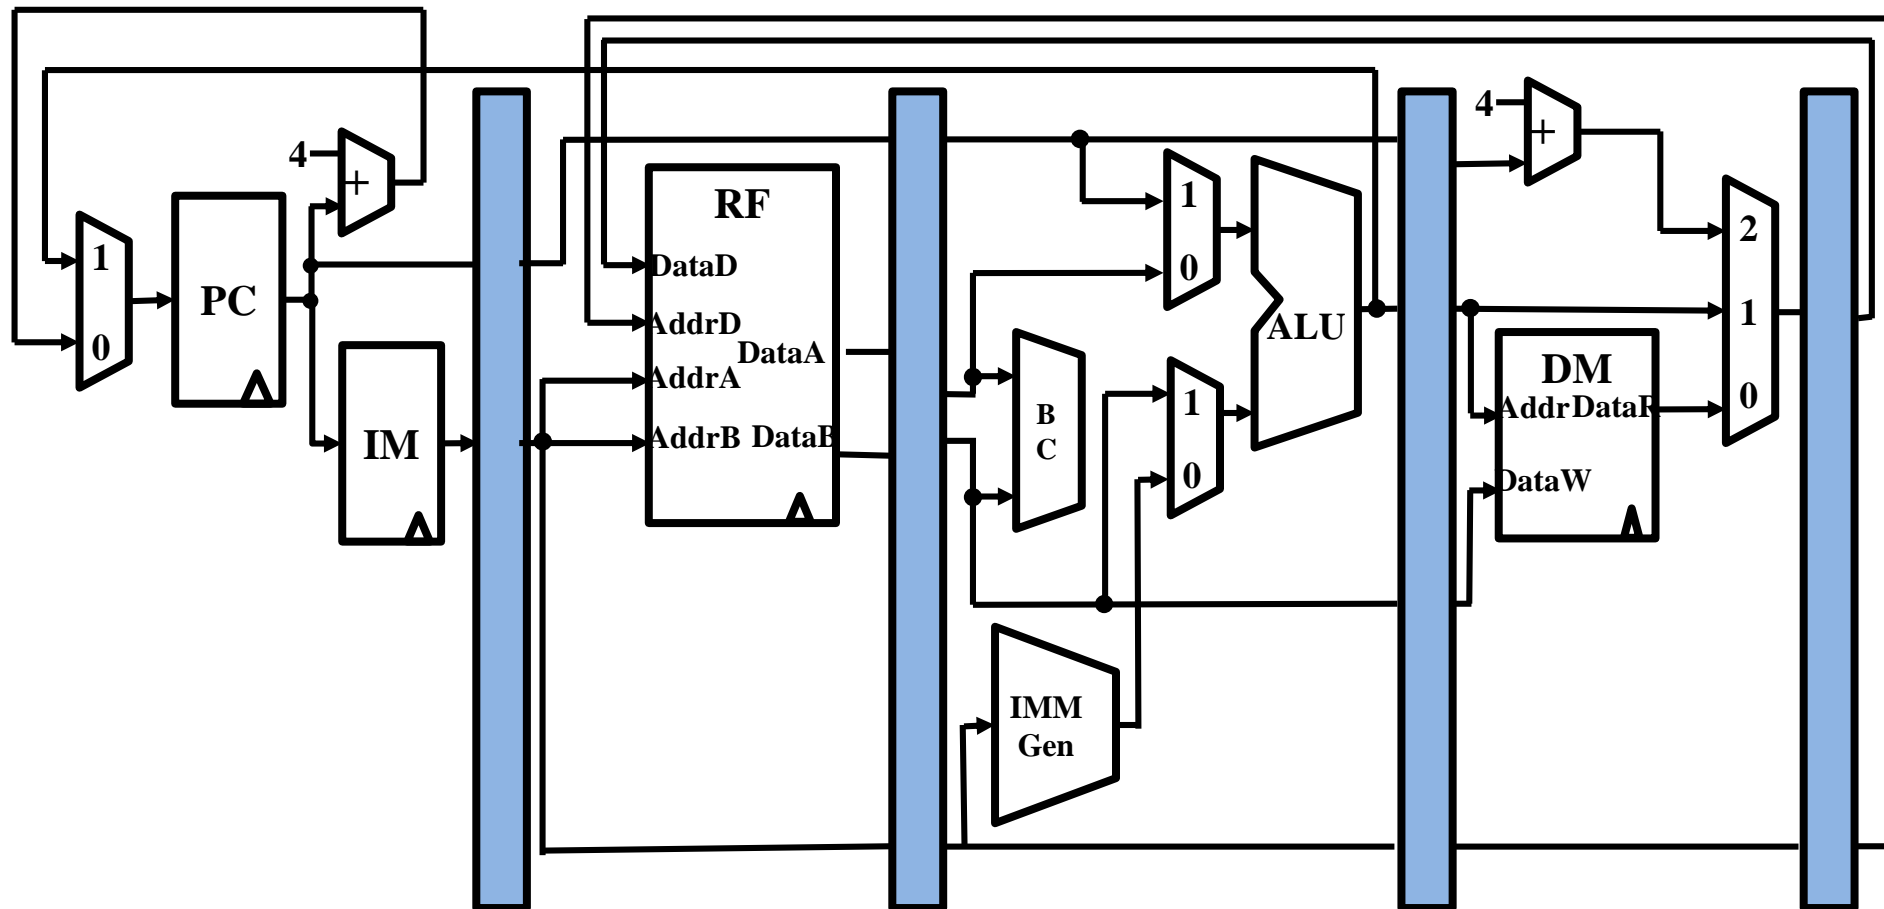 4
+
1
0
PC
IM
RF
DataD
AddrD
DataA
AddrA
AddrB
DataB
B
C
1
0
1
0
ALU
IMM
Gen
4
+
DM
Addr
DataR
DataW
2
1
0